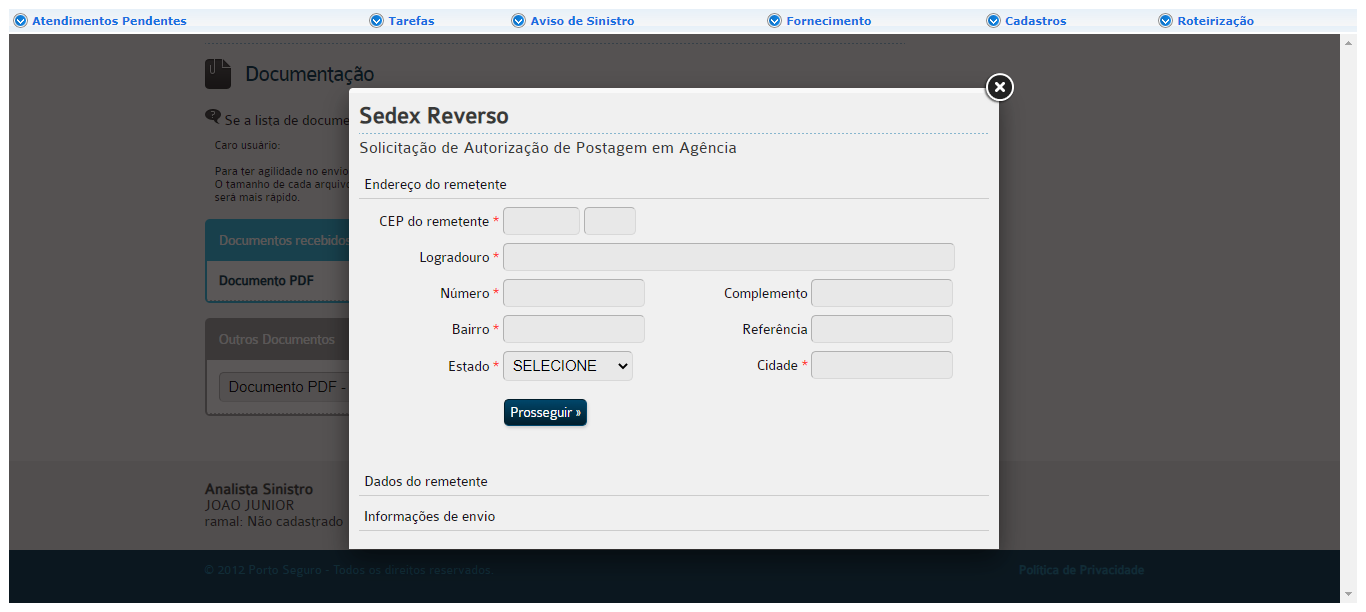 Atendimentos Pendentes Tarefas Aviso de Sinistro Fornecimento Cadastros Roteirização
Documentação
Se a lista de docume
Caro usuário:
Para ter agilidade no envio
O tamanho de cada arquivo
será mais rápido.
Documentos recebidos
Documento PDF
Outros Documentos
Documento PDF -
Sedex Reverso
Solicitação de Autorização de Postagem em Agência
Endereço do remetente
CEP do remetente *
Logradouro *
Número * Complemento
Bairro * Referência
Estado * SELECIONE Cidade *
Prosseguir »
Dados do remetente
Informações de envio
Analista Sinistro
JOAO JUNIOR
ramal: Não cadastrado
© 2012 Porto Seguro - Todos os direitos reservados. Política de Privacidade